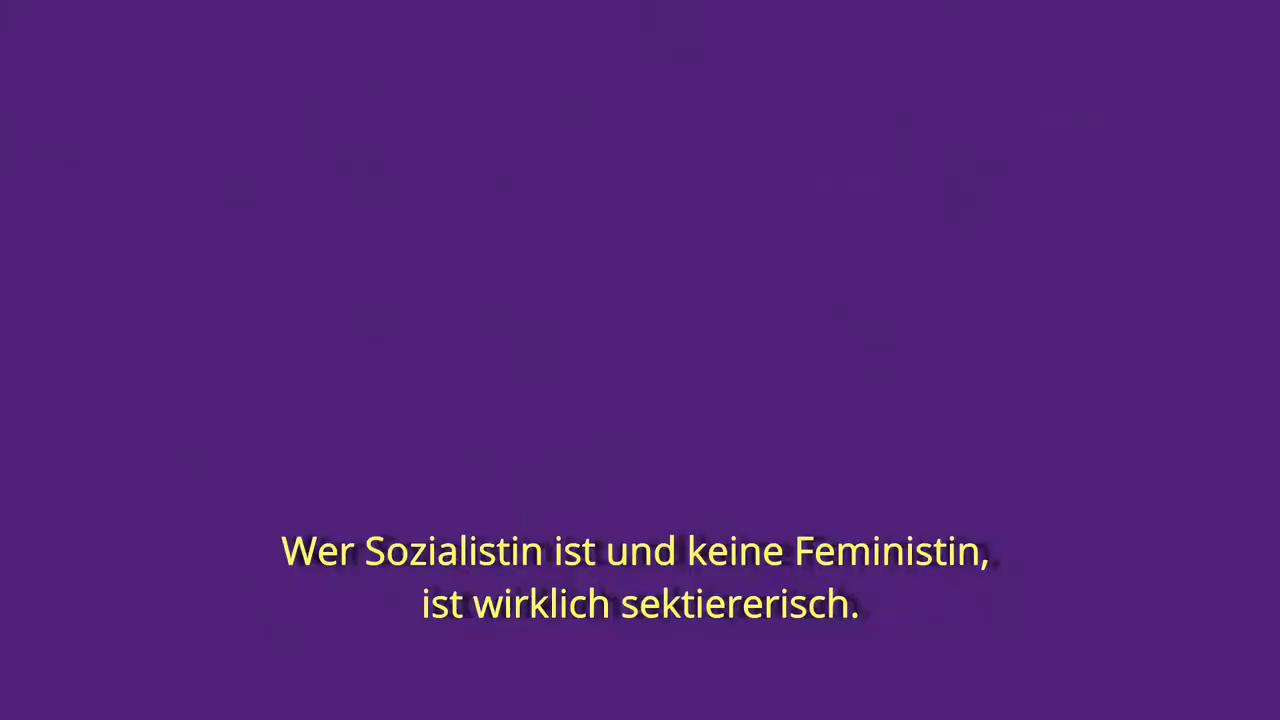 Wer Sozialistin ist und keine Feministin,
ist wirklich sektiererisch.